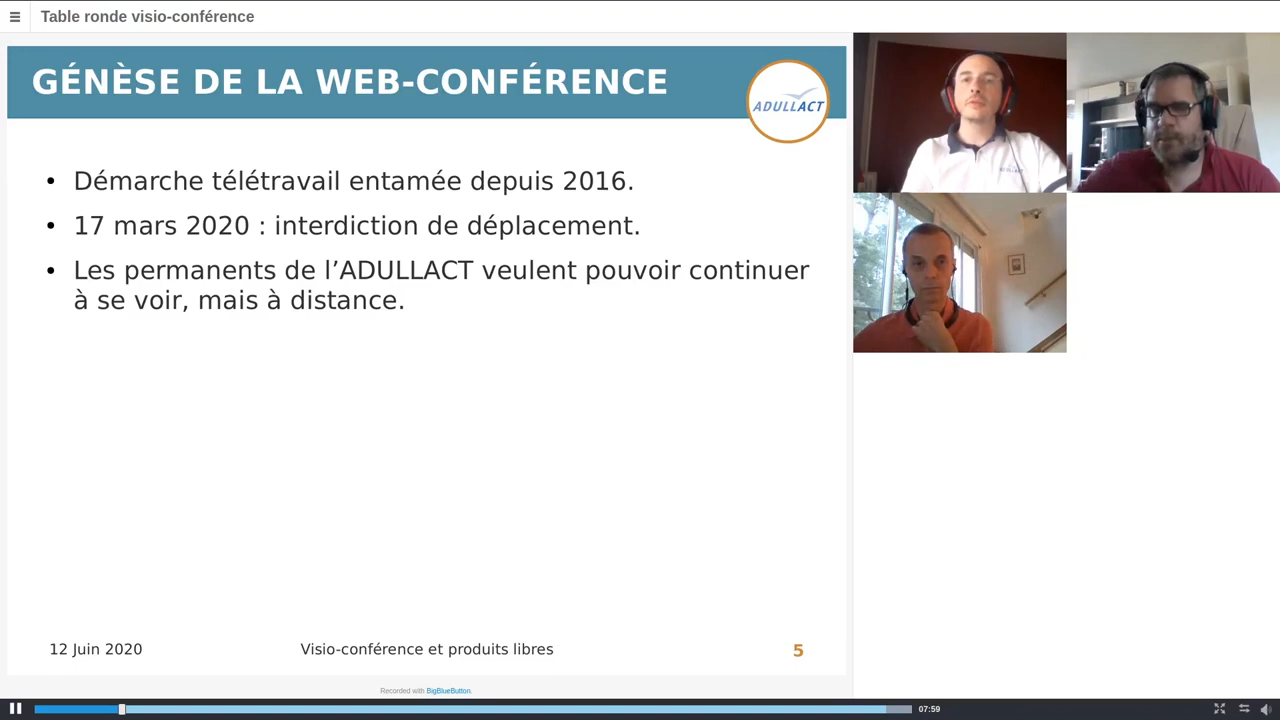 Table ronde visio-conférence
GÉNÈSE DE LA WEB-CONFÉRENCE
ADULLACT
• Démarche télétravail entamée depuis 2016.
• 17 mars 2020 : interdiction de déplacement.
• Les permanents de l’ADULLACT veulent pouvoir continuer
à se voir, mais à distance.
12 Juin 2020
Visio-conférence et produits libres
5
Recorded with BigBlueButton.
07:59